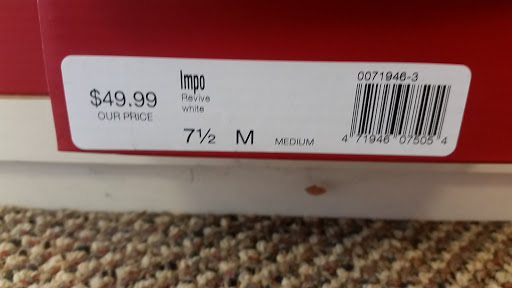 Impo
Revive
white
$49.99
OUR PRICE
7½ M MEDIUM
0071946-3
4 71946 07505 4